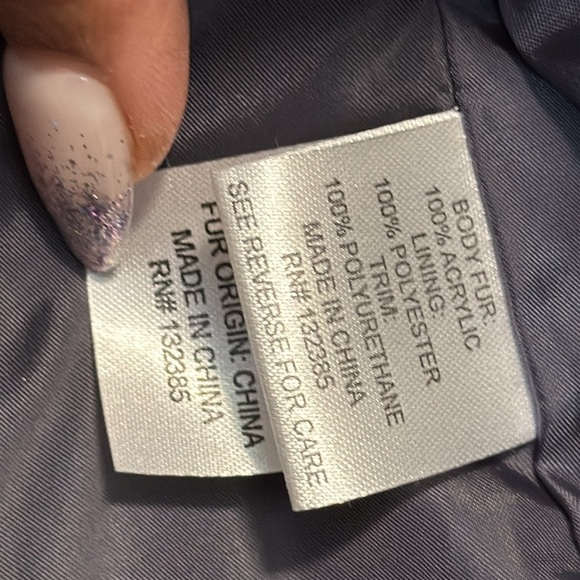 BODY FUR:
100% ACRYLIC
LINING:
100% POLYESTER
TRIM:
100% POLYURETHANE
MADE IN CHINA
RN# 132385
SEE REVERSE FOR CARE
FUR ORIGIN: CHINA
MADE IN CHINA
RN# 132385